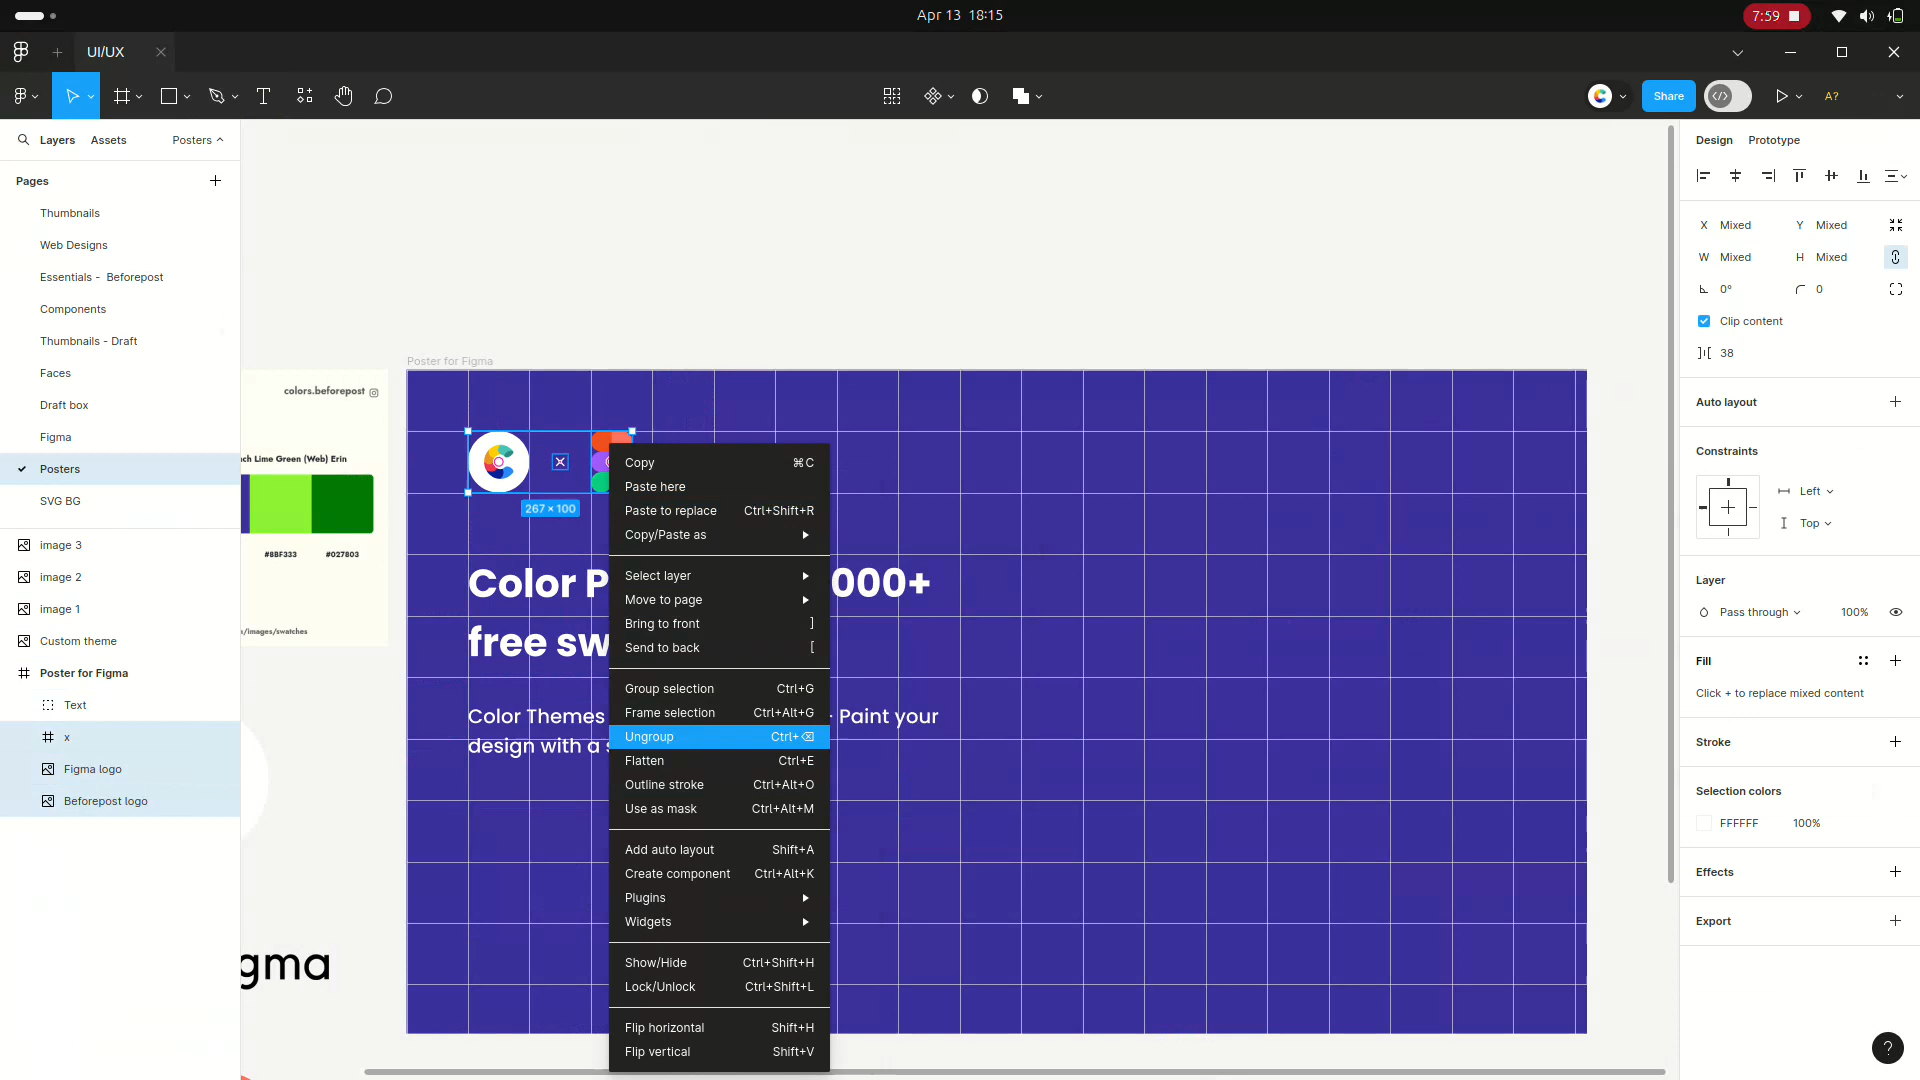 Apr 13 18:15
7:59
UI/UX
Share
A?
Layers
Assets
Posters
Pages
Thumbnails
Web Designs
Essentials - Beforepost
Components
Thumbnails - Draft
Faces
Draft box
Figma
Posters
SVG BG
image 3
image 2
image 1
Custom theme
Poster for Figma
Text
x
Figma logo
Beforepost logo
Poster for Figma
colors.beforepost
ch Lime Green (Web) Erin
#8BF333
#027803
/images/swatches
igma
267 × 100
Color P
000+
free sw
Color Themes
Paint your
design with a s
Copy ⌘C
Paste here
Paste to replace Ctrl+Shift+R
Copy/Paste as
Select layer
Move to page
Bring to front ]
Send to back [
Group selection Ctrl+G
Frame selection Ctrl+Alt+G
Ungroup Ctrl+⌫
Flatten Ctrl+E
Outline stroke Ctrl+Alt+O
Use as mask Ctrl+Alt+M
Add auto layout Shift+A
Create component Ctrl+Alt+K
Plugins
Widgets
Show/Hide Ctrl+Shift+H
Lock/Unlock Ctrl+Shift+L
Flip horizontal Shift+H
Flip vertical Shift+V
Design
Prototype
X Mixed Y Mixed
W Mixed H Mixed
0° 0
Clip content
38
Auto layout
Constraints
Left
Top
Layer
Pass through 100%
Fill
Click + to replace mixed content
Stroke
Selection colors
FFFFFF 100%
Effects
Export
?